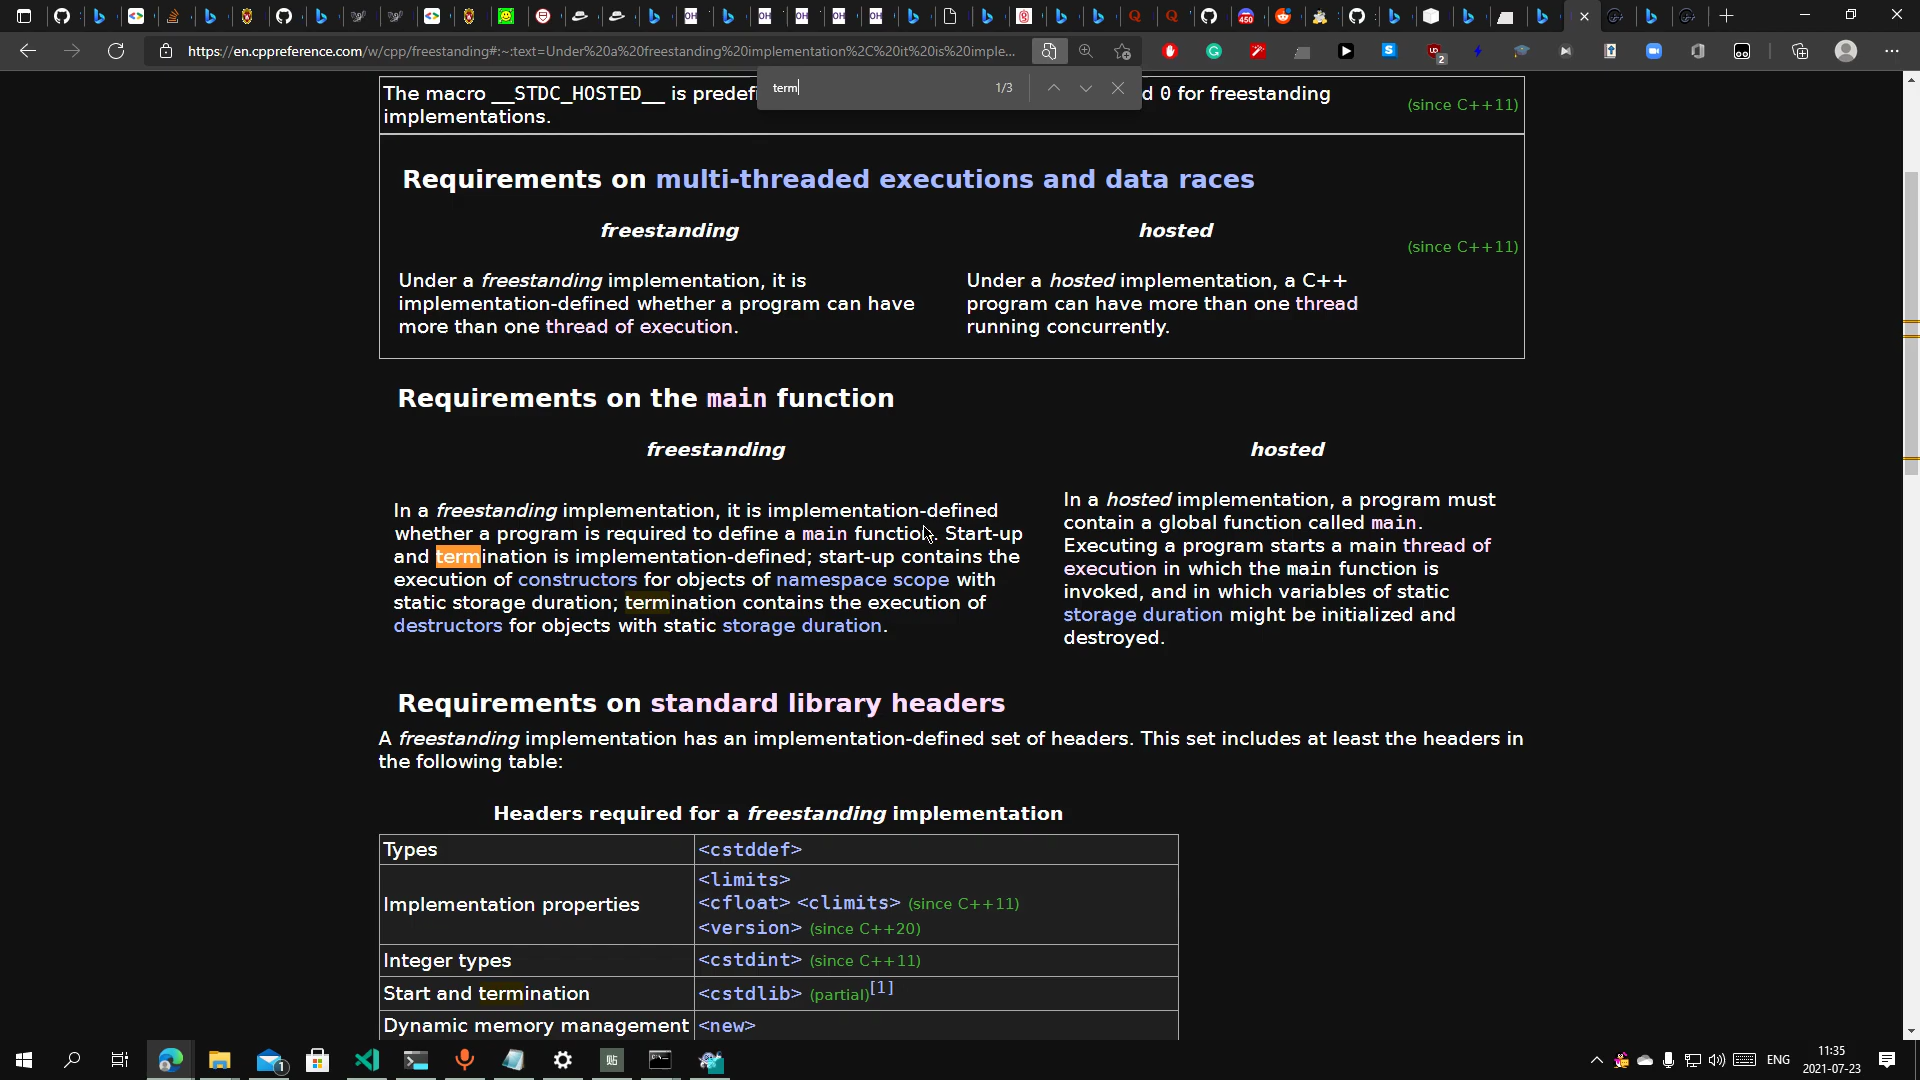 https://en.cppreference.com/w/cpp/freestanding#:~:text=Under%20a%20freestanding%20implementation%2C%20it%20is%20imple...
term
1/3
The macro __STDC_HOSTED__ is predefi
d 0 for freestanding
implementations.
(since C++11)
Requirements on multi-threaded executions and data races
freestanding
hosted
(since C++11)
Under a freestanding implementation, it is
implementation-defined whether a program can have
more than one thread of execution.
Under a hosted implementation, a C++
program can have more than one thread
running concurrently.
Requirements on the main function
freestanding
hosted
In a freestanding implementation, it is implementation-defined
whether a program is required to define a main function. Start-up
and termination is implementation-defined; start-up contains the
execution of constructors for objects of namespace scope with
static storage duration; termination contains the execution of
destructors for objects with static storage duration.
In a hosted implementation, a program must
contain a global function called main.
Executing a program starts a main thread of
execution in which the main function is
invoked, and in which variables of static
storage duration might be initialized and
destroyed.
Requirements on standard library headers
A freestanding implementation has an implementation-defined set of headers. This set includes at least the headers in
the following table:
Headers required for a freestanding implementation
Types <cstddef>
Implementation properties
<limits>
<cfloat> <climits> (since C++11)
<version> (since C++20)
Integer types <cstdint> (since C++11)
Start and termination <cstdlib> (partial)[1]
Dynamic memory management <new>
ENG
11:35
2021-07-23